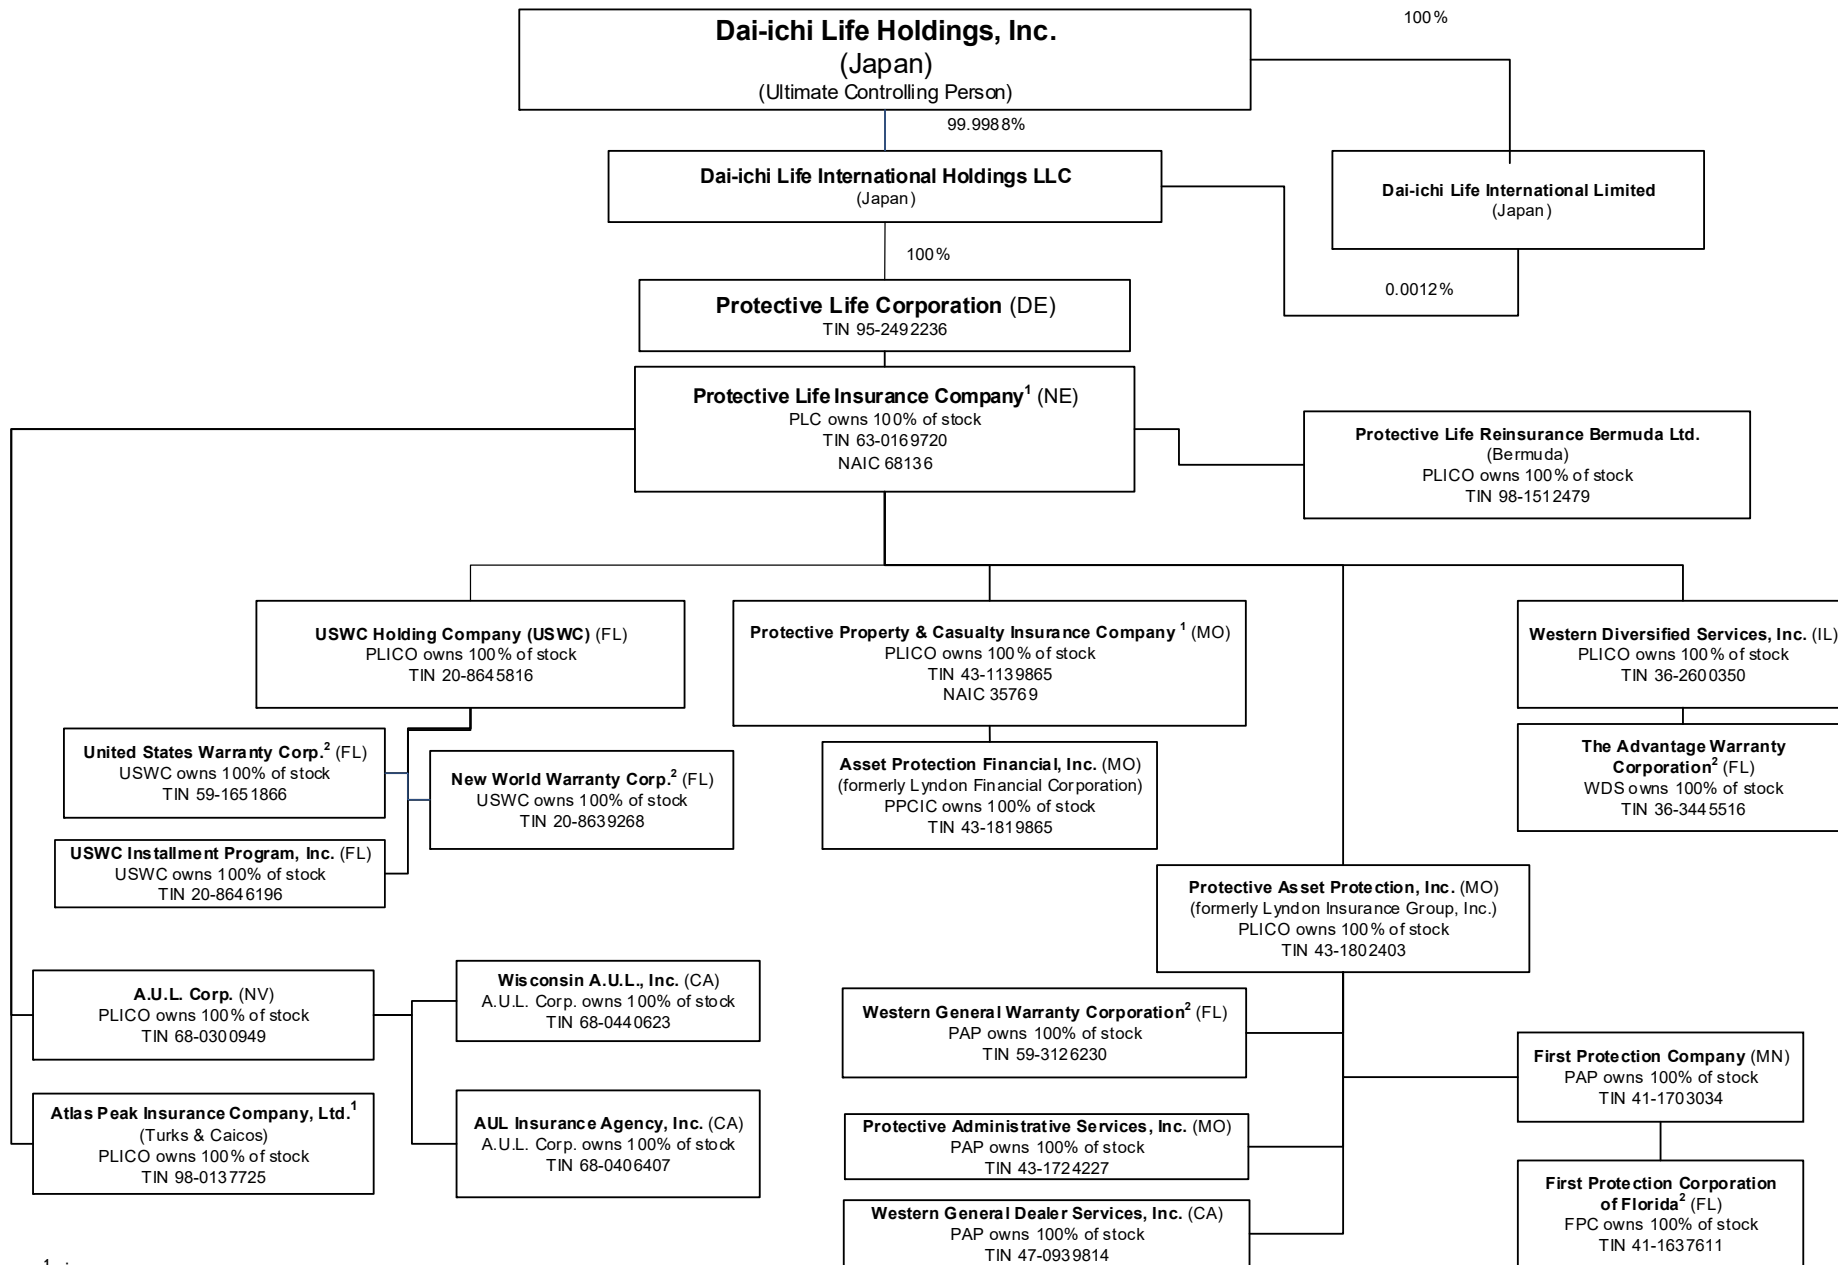 Dai-ichi Life Holdings, Inc.
(Japan)
(Ultimate Controlling Person)
100%
99.9988%
Dai-ichi Life International Holdings LLC
(Japan)
Dai-ichi Life International Limited
(Japan)
100%
0.0012%
Protective Life Corporation (DE)
TIN 95-2492236
Protective Life Insurance Company¹ (NE)
PLC owns 100% of stock
TIN 63-0169720
NAIC 68136
Protective Life Reinsurance Bermuda Ltd.
(Bermuda)
PLICO owns 100% of stock
TIN 98-1512479
USWC Holding Company (USWC) (FL)
PLICO owns 100% of stock
TIN 20-8645816
Protective Property & Casualty Insurance Company ¹ (MO)
PLICO owns 100% of stock
TIN 43-1139865
NAIC 35769
Western Diversified Services, Inc. (IL)
PLICO owns 100% of stock
TIN 36-2600350
United States Warranty Corp.² (FL)
USWC owns 100% of stock
TIN 59-1651866
New World Warranty Corp.² (FL)
USWC owns 100% of stock
TIN 20-8639268
Asset Protection Financial, Inc. (MO)
(formerly Lyndon Financial Corporation)
PPCIC owns 100% of stock
TIN 43-1819865
The Advantage Warranty
Corporation² (FL)
WDS owns 100% of stock
TIN 36-3445516
USWC Installment Program, Inc. (FL)
USWC owns 100% of stock
TIN 20-8646196
Protective Asset Protection, Inc. (MO)
(formerly Lyndon Insurance Group, Inc.)
PLICO owns 100% of stock
TIN 43-1802403
A.U.L. Corp. (NV)
PLICO owns 100% of stock
TIN 68-0300949
Wisconsin A.U.L., Inc. (CA)
A.U.L. Corp. owns 100% of stock
TIN 68-0440623
Western General Warranty Corporation² (FL)
PAP owns 100% of stock
TIN 59-3126230
First Protection Company (MN)
PAP owns 100% of stock
TIN 41-1703034
Atlas Peak Insurance Company, Ltd.¹
(Turks & Caicos)
PLICO owns 100% of stock
TIN 98-0137725
AUL Insurance Agency, Inc. (CA)
A.U.L. Corp. owns 100% of stock
TIN 68-0406407
Protective Administrative Services, Inc. (MO)
PAP owns 100% of stock
TIN 43-1724227
First Protection Corporation
of Florida² (FL)
FPC owns 100% of stock
TIN 41-1637611
Western General Dealer Services, Inc. (CA)
PAP owns 100% of stock
TIN 47-0939814
¹